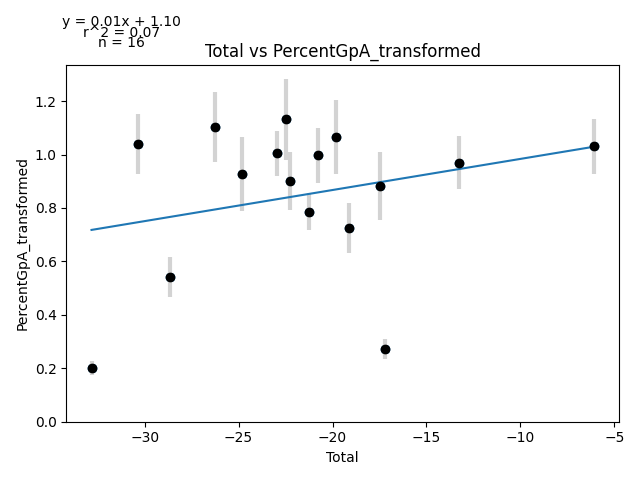 y = 0.01x + 1.10
r^2 = 0.07
n = 16
Total vs PercentGpA_transformed
PercentGpA_transformed
1.2
1.0
0.8
0.6
0.4
0.2
0.0
−30
−25
−20
−15
−10
−5
Total